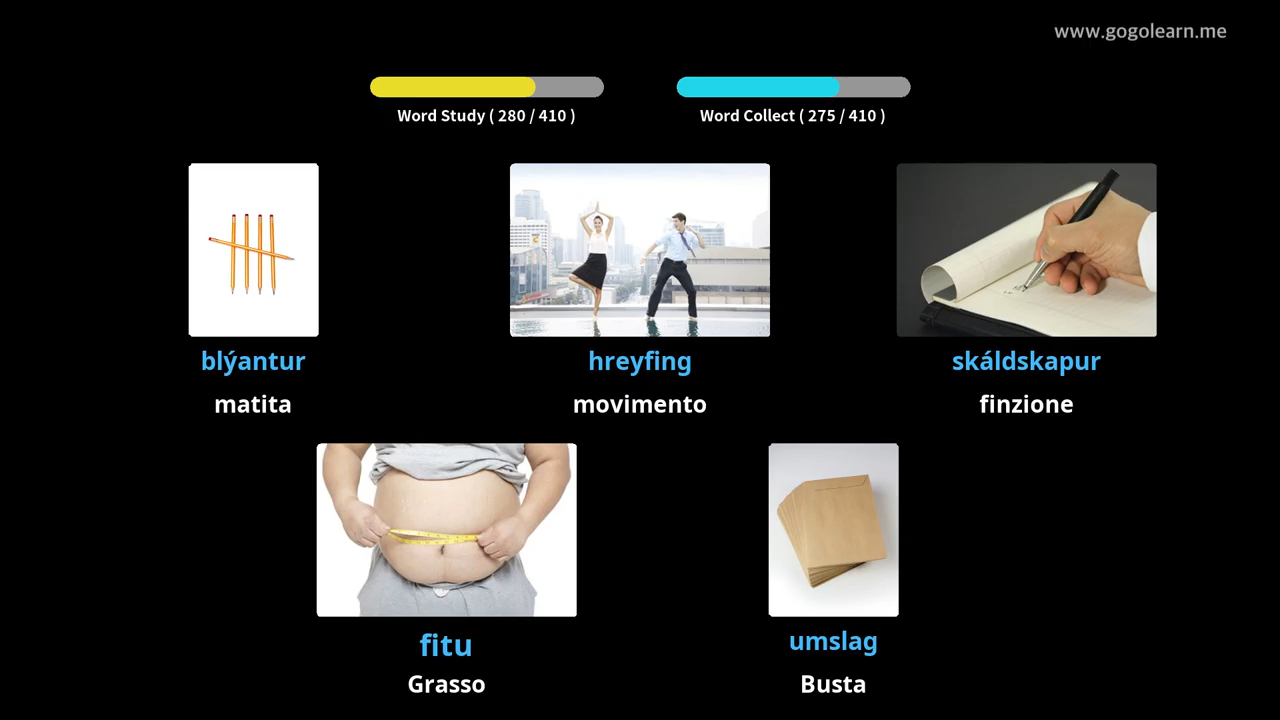 www.gogolearn.me
Word Study ( 280 / 410 )
Word Collect ( 275 / 410 )
blýantur
matita
hreyfing
movimento
skáldskapur
finzione
fitu
Grasso
umslag
Busta